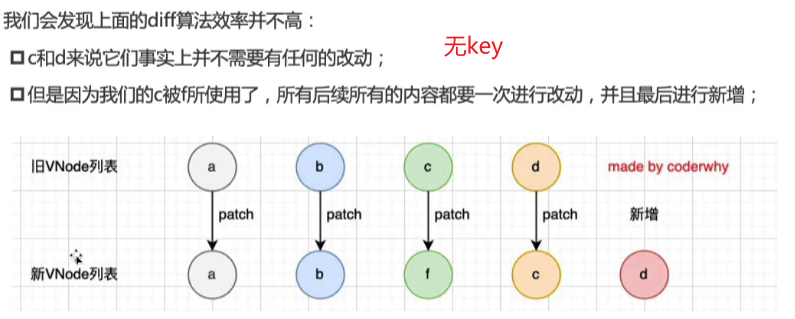 我们会发现上面的diff算法效率并不高：
c和d来说它们事实上并不需要有任何的改动；
无key
但是因为我们的c被f所使用了，所有后续所有的内容都要一次进行改动，并且最后进行新增；
旧VNode列表 a b c d made by coderwhy
patch patch patch patch 新增
新VNode列表 a b f c d